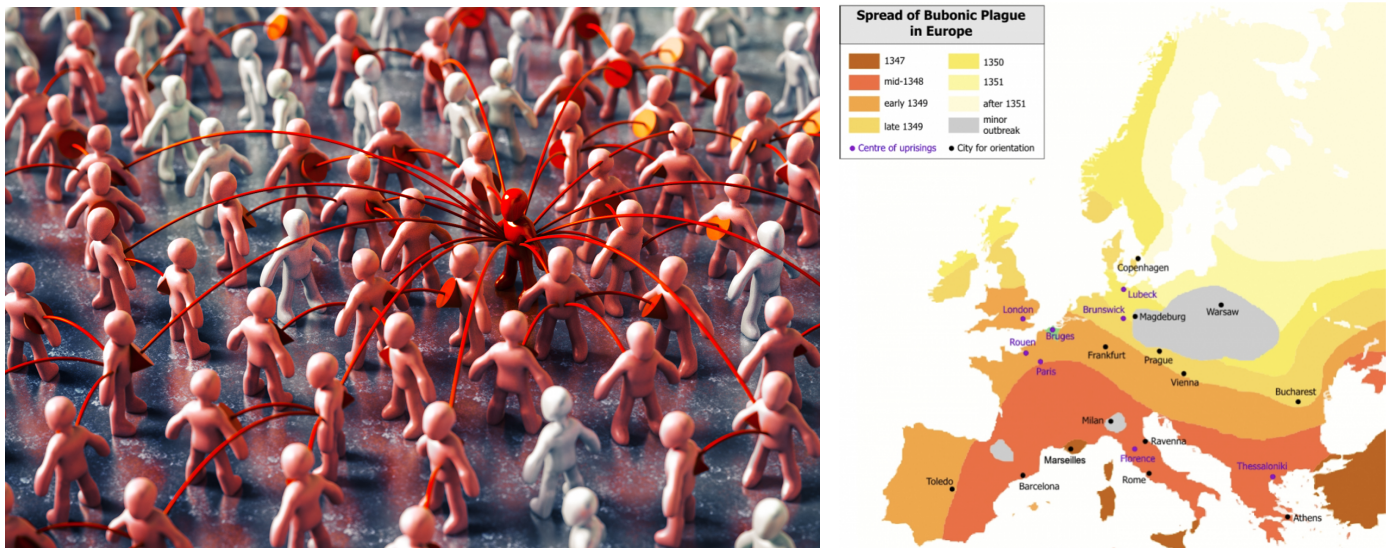 Spread of Bubonic Plague
in Europe
1347
mid-1348
early 1349
late 1349
1350
1351
after 1351
minor
outbreak
Centre of uprisings
City for orientation
Copenhagen
Lubeck
Brunswick
Magdeburg
Warsaw
London
Bruges
Rouen
Frankfurt
Prague
Paris
Vienna
Bucharest
Milan
Ravenna
Marseilles
Florence
Rome
Thessaloniki
Toledo
Barcelona
Athens